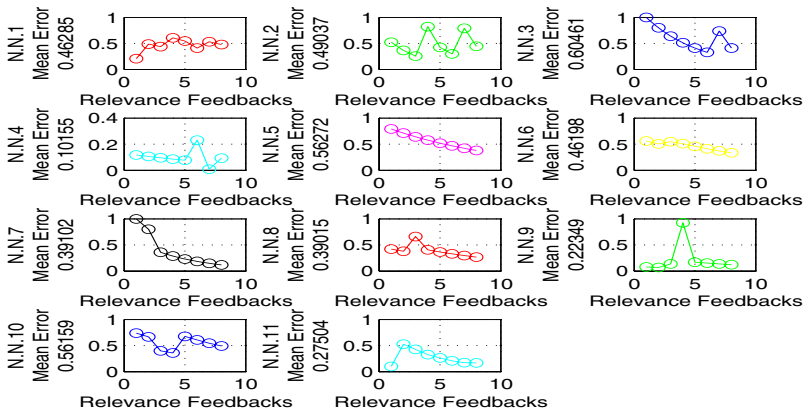 N.N.1
Mean Error
0.46285
1
0.5
0
0 5 10
Relevance Feedbacks
N.N.2
Mean Error
0.49037
1
0.5
0
0 5 10
Relevance Feedbacks
N.N.3
Mean Error
0.60461
1
0.5
0
0 5 10
Relevance Feedbacks
N.N.4
Mean Error
0.10155
0.4
0.2
0
0 5 10
Relevance Feedbacks
N.N.5
Mean Error
0.56272
1
0.5
0
0 5 10
Relevance Feedbacks
N.N.6
Mean Error
0.46198
1
0.5
0
0 5 10
Relevance Feedbacks
N.N.7
Mean Error
0.39102
1
0.5
0
0 5 10
Relevance Feedbacks
N.N.8
Mean Error
0.39015
1
0.5
0
0 5 10
Relevance Feedbacks
N.N.9
Mean Error
0.22349
1
0.5
0
0 5 10
Relevance Feedbacks
N.N.10
Mean Error
0.56159
1
0.5
0
0 5 10
Relevance Feedbacks
N.N.11
Mean Error
0.27504
1
0.5
0
0 5 10
Relevance Feedbacks